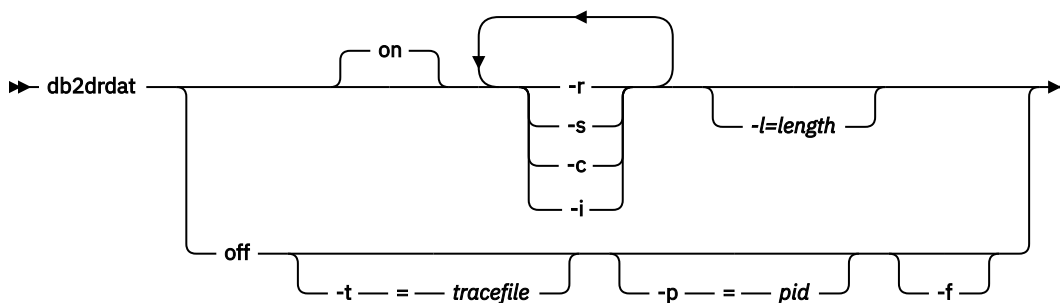 on
db2drdat -r
-s -l=length
-c
-i
off
-t = tracefile -p = pid -f